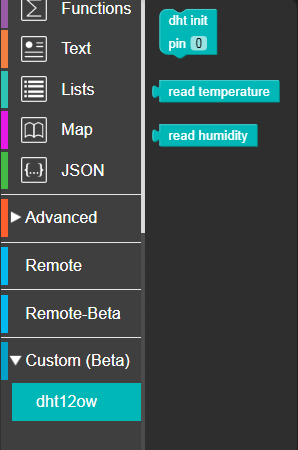 Functions
Text
Lists
Map
{...} JSON
Advanced
Remote
Remote-Beta
Custom (Beta)
dht12ow
dht init
pin 0
read temperature
read humidity